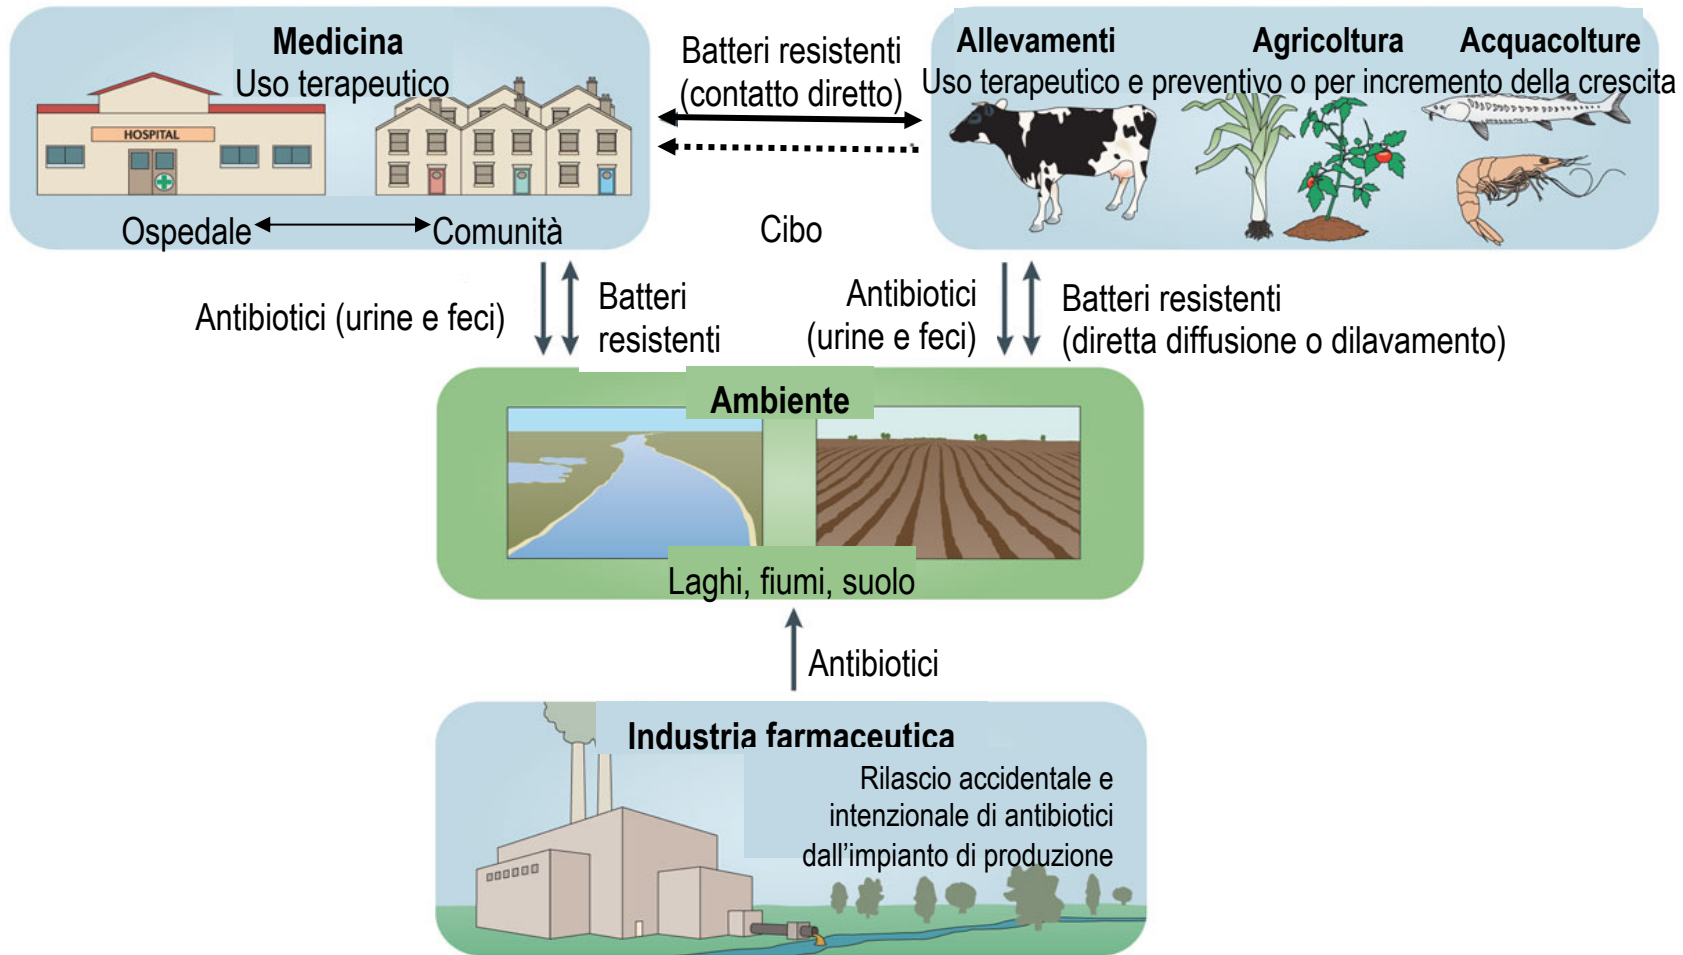 Medicina
Uso terapeutico
HOSPITAL
Ospedale
Comunità
Batteri resistenti
(contatto diretto)
Cibo
Allevamenti
Agricoltura
Acquacolture
Uso terapeutico e preventivo o per incremento della crescita
Antibiotici (urine e feci)
Batteri
resistenti
Antibiotici
(urine e feci)
Batteri resistenti
(diretta diffusione o dilavamento)
Ambiente
Laghi, fiumi, suolo
Antibiotici
Industria farmaceutica
Rilascio accidentale e
intenzionale di antibiotici
dall'impianto di produzione